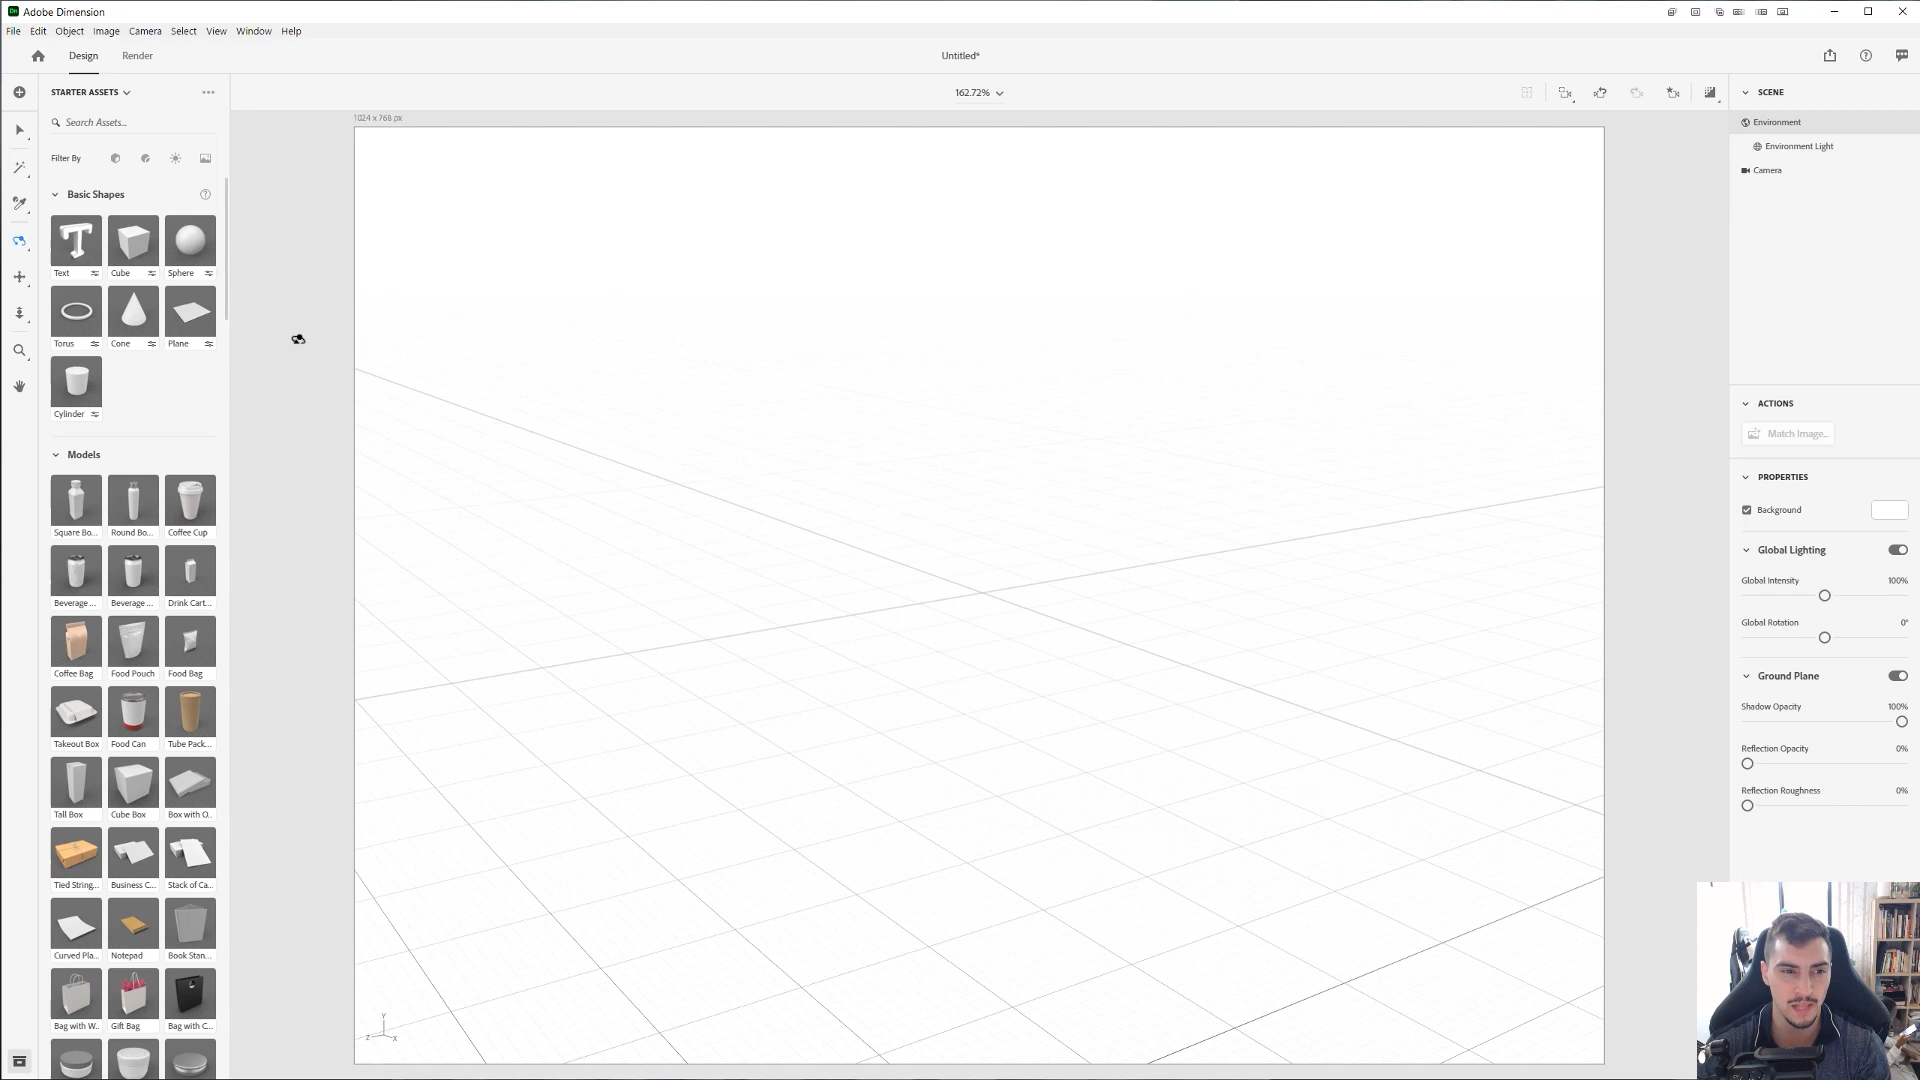 Dn Adobe Dimension
File Edit Object Image Camera Select View Window Help
Design Render Untitled*
STARTER ASSETS
162.72%
SCENE
1024 x 768 px
Search Assets...
Environment
Environment Light
Filter By
Camera
Basic Shapes
Text Cube Sphere
Torus Cone Plane
Cylinder
ACTIONS
Match Image...
Models
PROPERTIES
Background
Square Bo... Round Bo... Coffee Cup
Global Lighting
Global Intensity 100%
Beverage ... Beverage ... Drink Cart...
Global Rotation 0°
Coffee Bag Food Pouch Food Bag
Ground Plane
Shadow Opacity 100%
Takeout Box Food Can Tube Pack...
Reflection Opacity 0%
Reflection Roughness 0%
Tall Box Cube Box Box with O..
Tied String... Business C... Stack of Ca...
Curved Pla... Notepad Book Stan...
Bag with W.. Gift Bag Bag with C...
Y
Z X